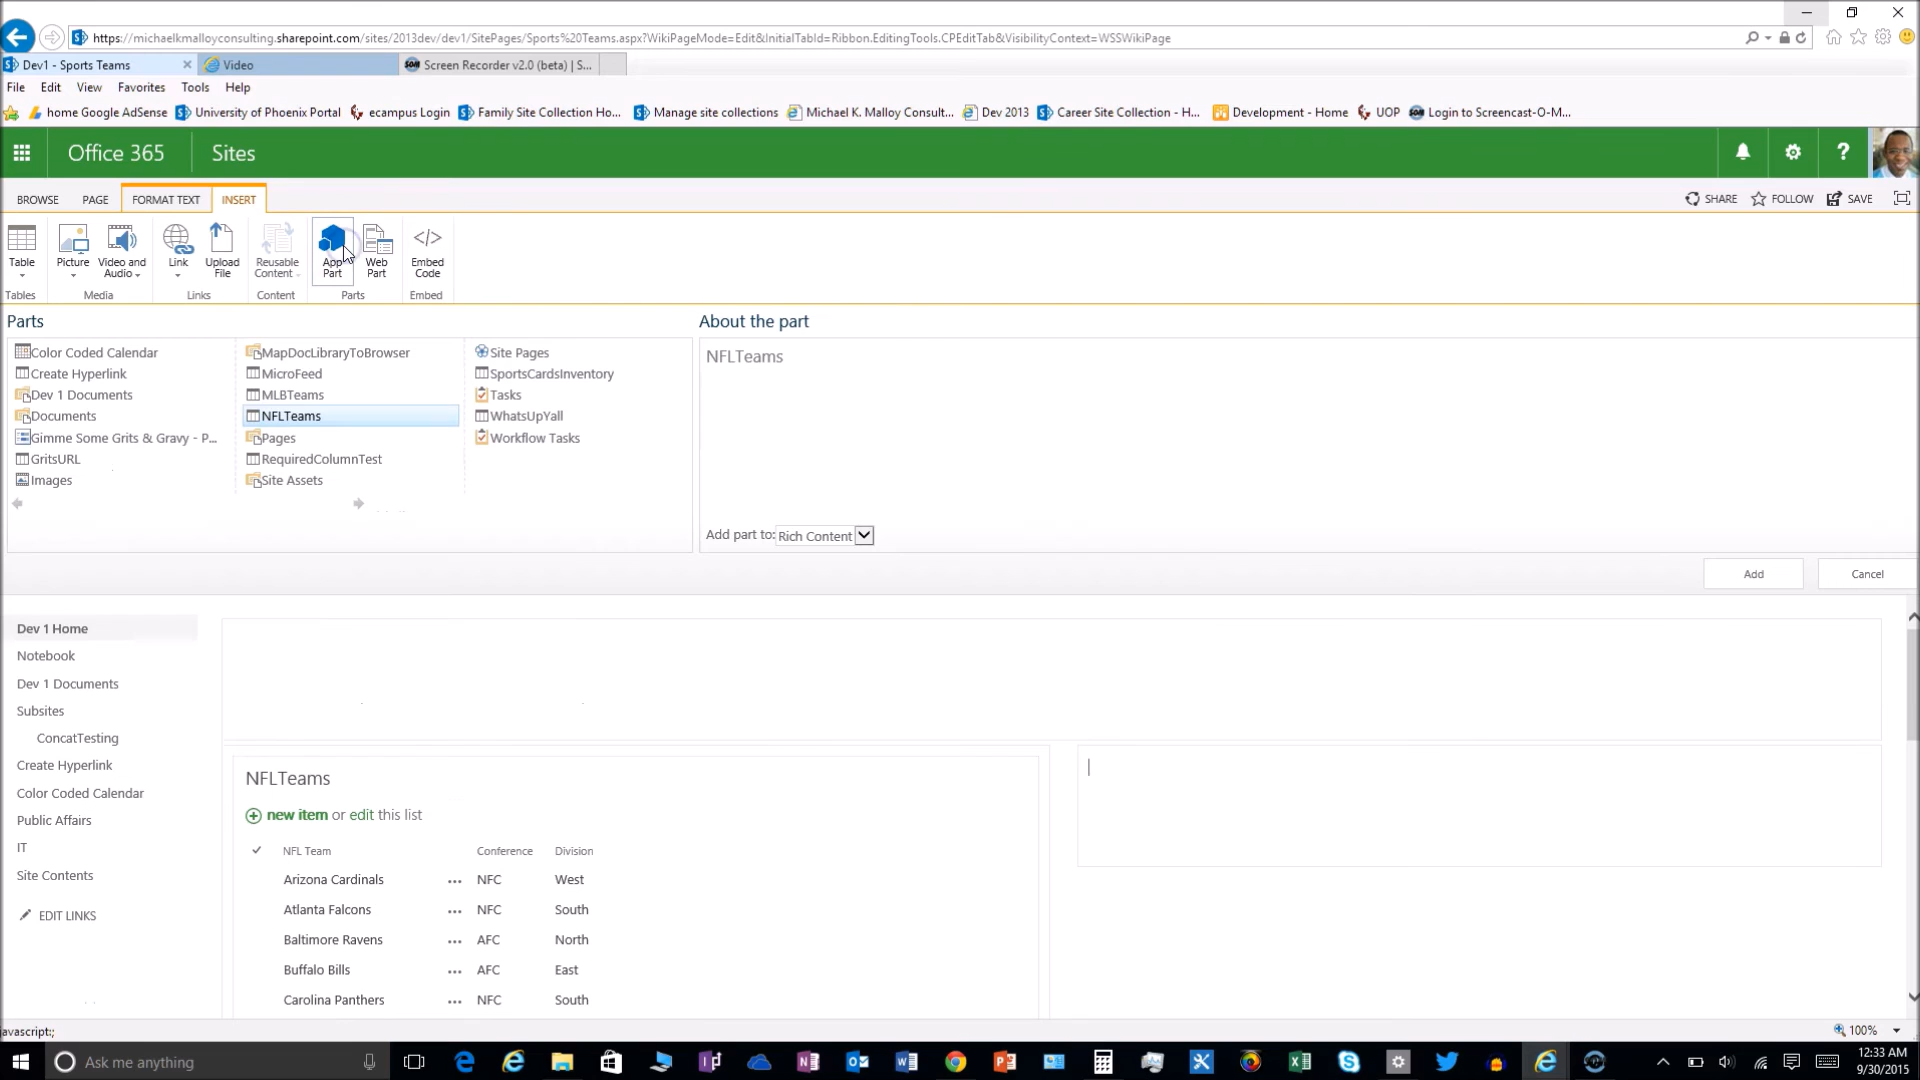 https://michaelkmalloyconsulting.sharepoint.com/sites/2013dev/dev1/SitePages/Sports%20Teams.aspx?WikiPageMode=Edit&InitialTabId=Ribbon.EditingTools.CPEditTab&VisibilityContext=WSSWikiPage
Dev1 - Sports Teams Video Screen Recorder v2.0 (beta) | S...
File Edit View Favorites Tools Help
home Google AdSense University of Phoenix Portal ecampus Login Family Site Collection Ho... Manage site collections Michael K. Malloy Consult... Dev 2013 Career Site Collection - H... Development - Home UOP Login to Screencast-O-M...
Office 365 Sites
BROWSE PAGE FORMAT TEXT INSERT SHARE FOLLOW SAVE
Table Picture Video and Audio Link Upload File Reusable Content App Part Web Part Embed Code
Tables Media Links Content Parts Embed
Parts About the part
Color Coded Calendar MapDocLibraryToBrowser Site Pages NFLTeams
Create Hyperlink MicroFeed SportsCardsInventory
Dev 1 Documents MLBTeams Tasks
Documents NFLTeams WhatsUpYall
Gimme Some Grits & Gravy - P... Pages Workflow Tasks
GritsURL RequiredColumnTest
Images Site Assets
Add part to: Rich Content
Add Cancel
Dev 1 Home
Notebook
Dev 1 Documents
Subsites
ConcatTesting
Create Hyperlink
Color Coded Calendar
Public Affairs
IT
Site Contents
EDIT LINKS
NFLTeams
new item or edit this list
NFL Team Conference Division
Arizona Cardinals ... NFC West
Atlanta Falcons ... NFC South
Baltimore Ravens ... AFC North
Buffalo Bills ... AFC East
Carolina Panthers ... NFC South
avascript:;
100%
Ask me anything
12:33 AM
9/30/2015